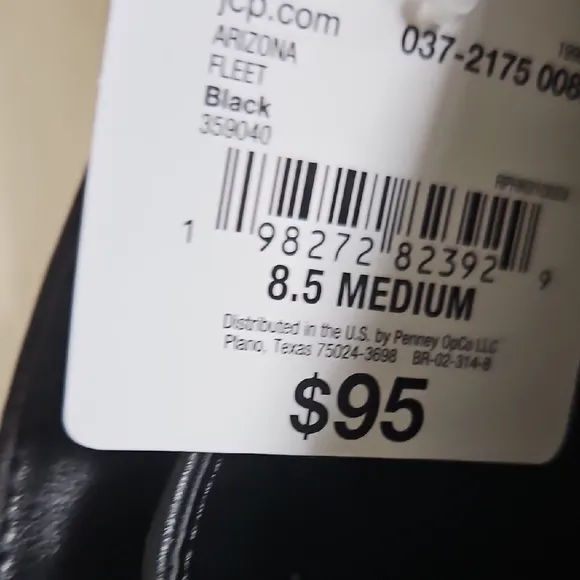 jcp.com
ARIZONA
FLEET
Black
359040
037-2175 006
1 98272 82392 9
8.5 MEDIUM
Distributed in the U.S. by Penney OpCo LLC
Plano, Texas 75024-3698 BR-02-314-8
$95